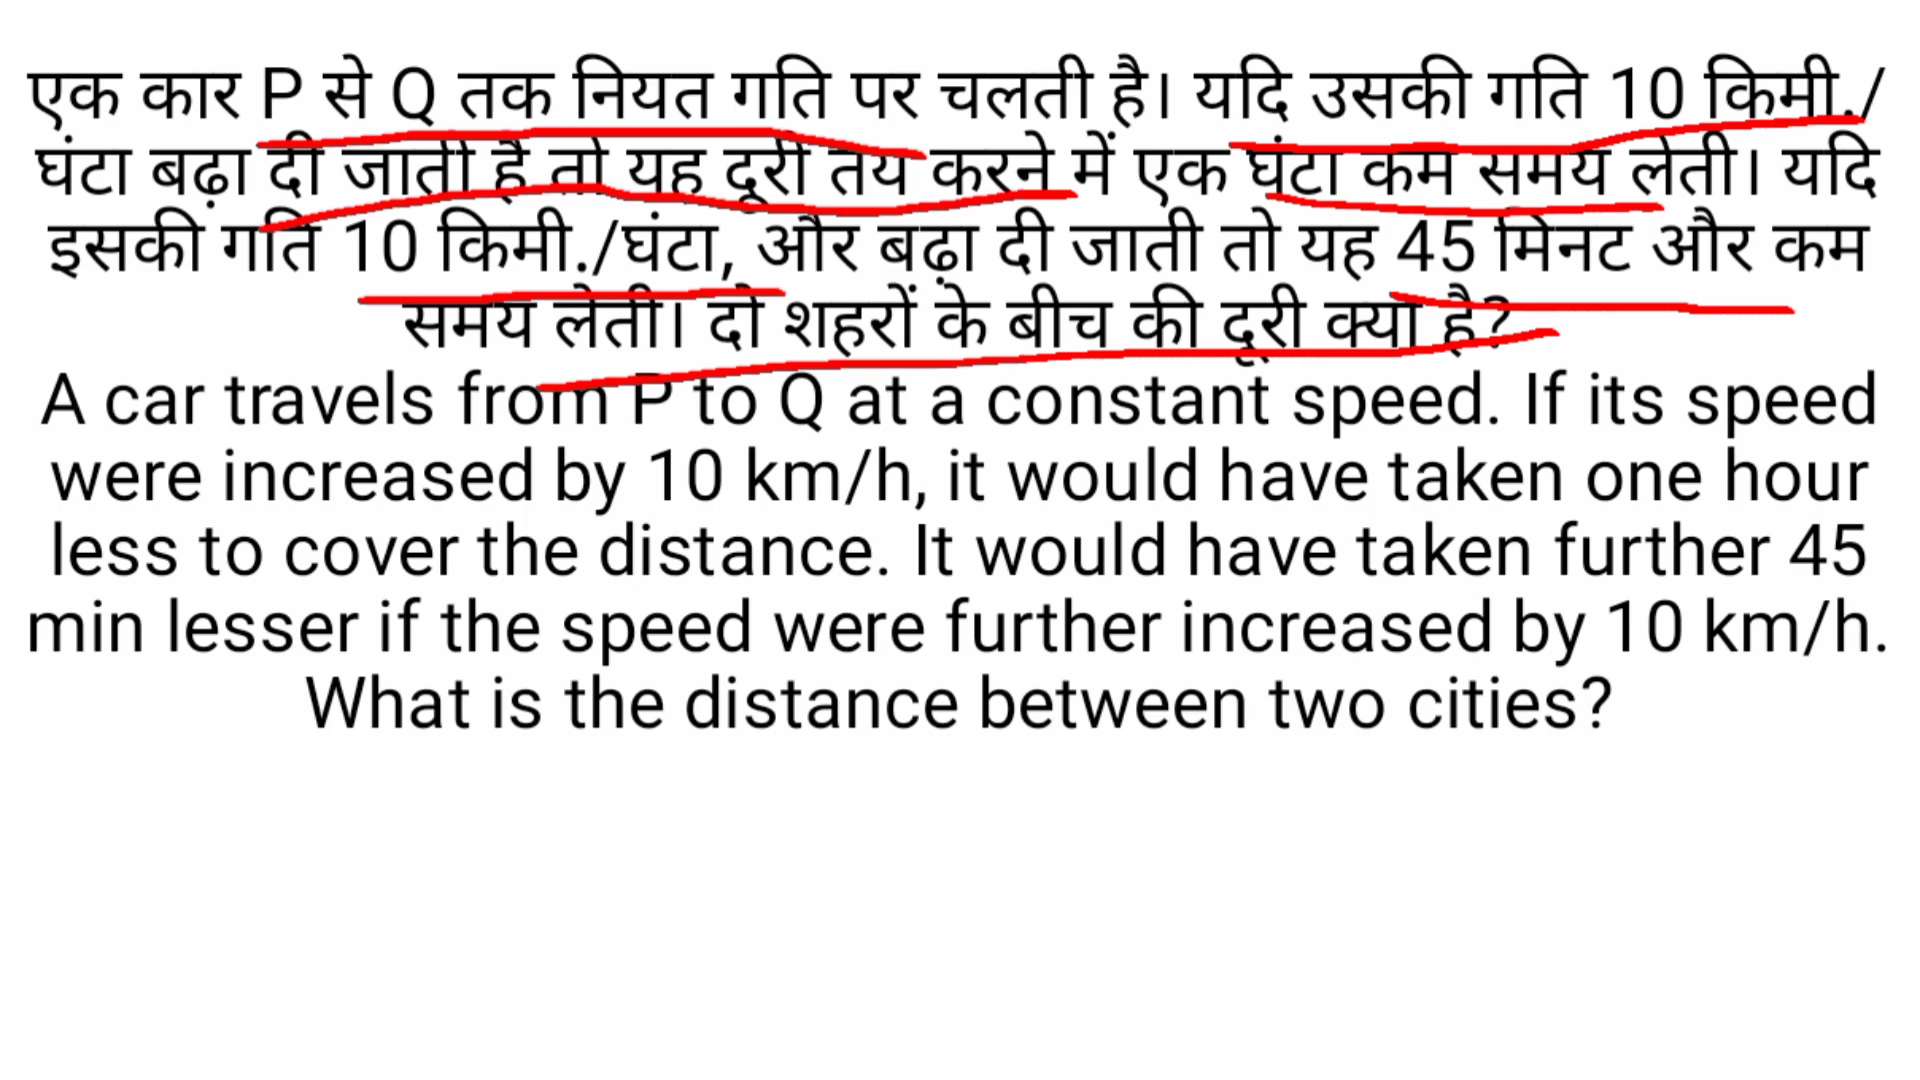 एक कार P से Q तक नियत गति पर चलती है। यदि उसकी गति 10 किमी./
घंटा बढ़ा दी जाती है तो यह दूरी तय करने में एक घंटा कम समय लेती। यदि
इसकी गति 10 किमी./घंटा, और बढ़ा दी जाती तो यह 45 मिनट और कम
समय लेती। दो शहरों के बीच की दूरी क्या है?
A car travels from P to Q at a constant speed. If its speed
were increased by 10 km/h, it would have taken one hour
less to cover the distance. It would have taken further 45
min lesser if the speed were further increased by 10 km/h.
What is the distance between two cities?